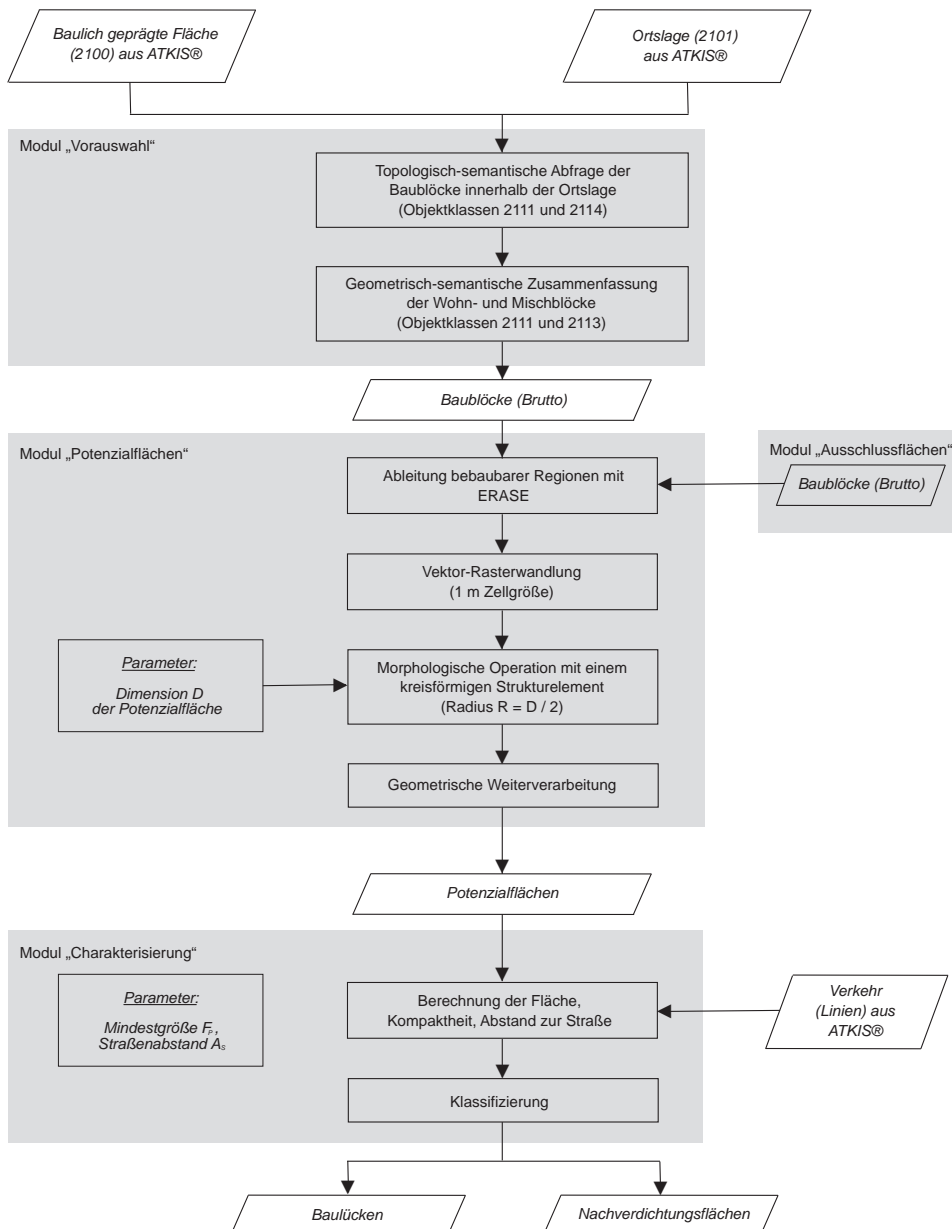 Baulich geprägte Fläche
(2100) aus ATKIS®
Ortslage (2101)
aus ATKIS®
Modul „Vorauswahl“
Topologisch-semantische Abfrage der
Baublöcke innerhalb der Ortslage
(Objektklassen 2111 und 2114)
Geometrisch-semantische Zusammenfassung
der Wohn- und Mischblöcke
(Objektklassen 2111 und 2113)
Baublöcke (Brutto)
Modul „Potenzialflächen“
Modul „Ausschlussflächen“
Ableitung bebaubarer Regionen mit
ERASE
Baublöcke (Brutto)
Vektor-Rasterwandlung
(1 m Zellgröße)
Parameter:
Dimension D
der Potenzialfläche
Morphologische Operation mit einem
kreisförmigen Strukturelement
(Radius R = D / 2)
Geometrische Weiterverarbeitung
Potenzialflächen
Modul „Charakterisierung“
Parameter:
Mindestgröße FP,
Straßenabstand AS
Berechnung der Fläche,
Kompaktheit, Abstand zur Straße
Verkehr
(Linien) aus
ATKIS®
Klassifizierung
Baulücken
Nachverdichtungsflächen